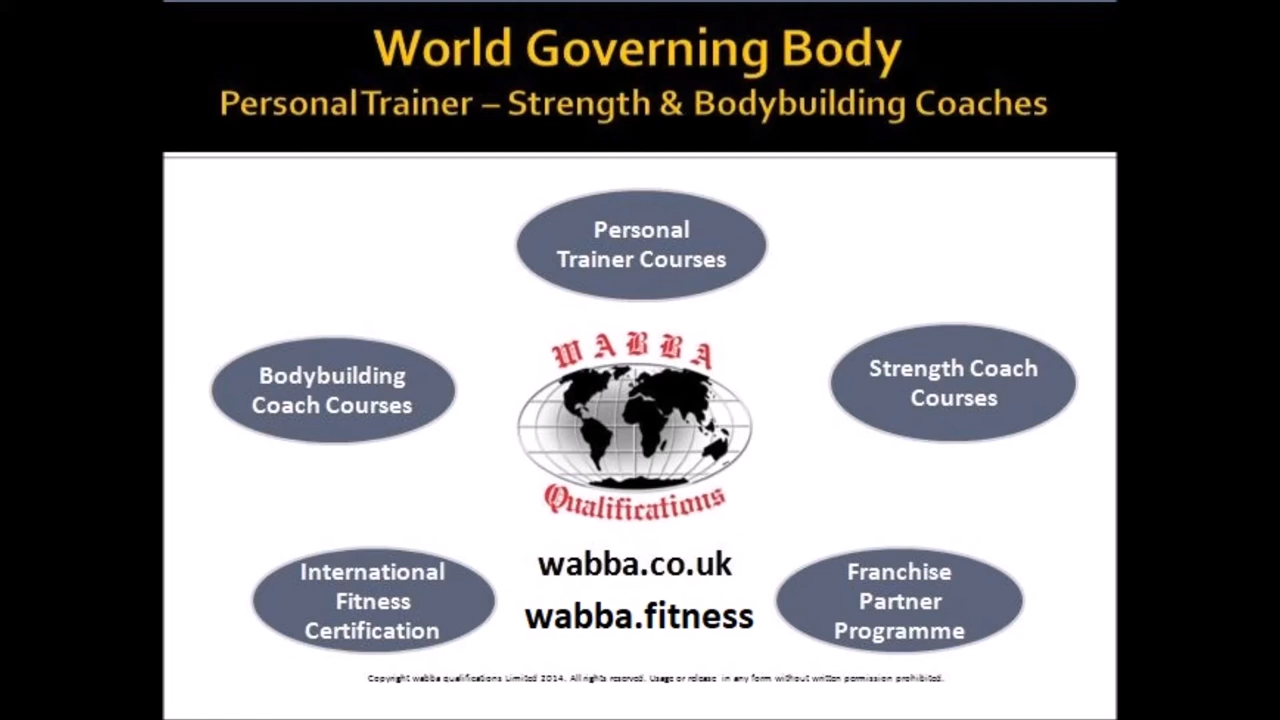 World Governing Body
Personal Trainer – Strength & Bodybuilding Coaches
Personal
Trainer Courses
Bodybuilding
Coach Courses
Strength Coach
Courses
WABBA
Qualifications
International
Fitness
Certification
wabba.co.uk
wabba.fitness
Franchise
Partner
Programme
Copyright wabba qualifications Limited 2014. All rights reserved. Usage or release in any form without written permission prohibited.